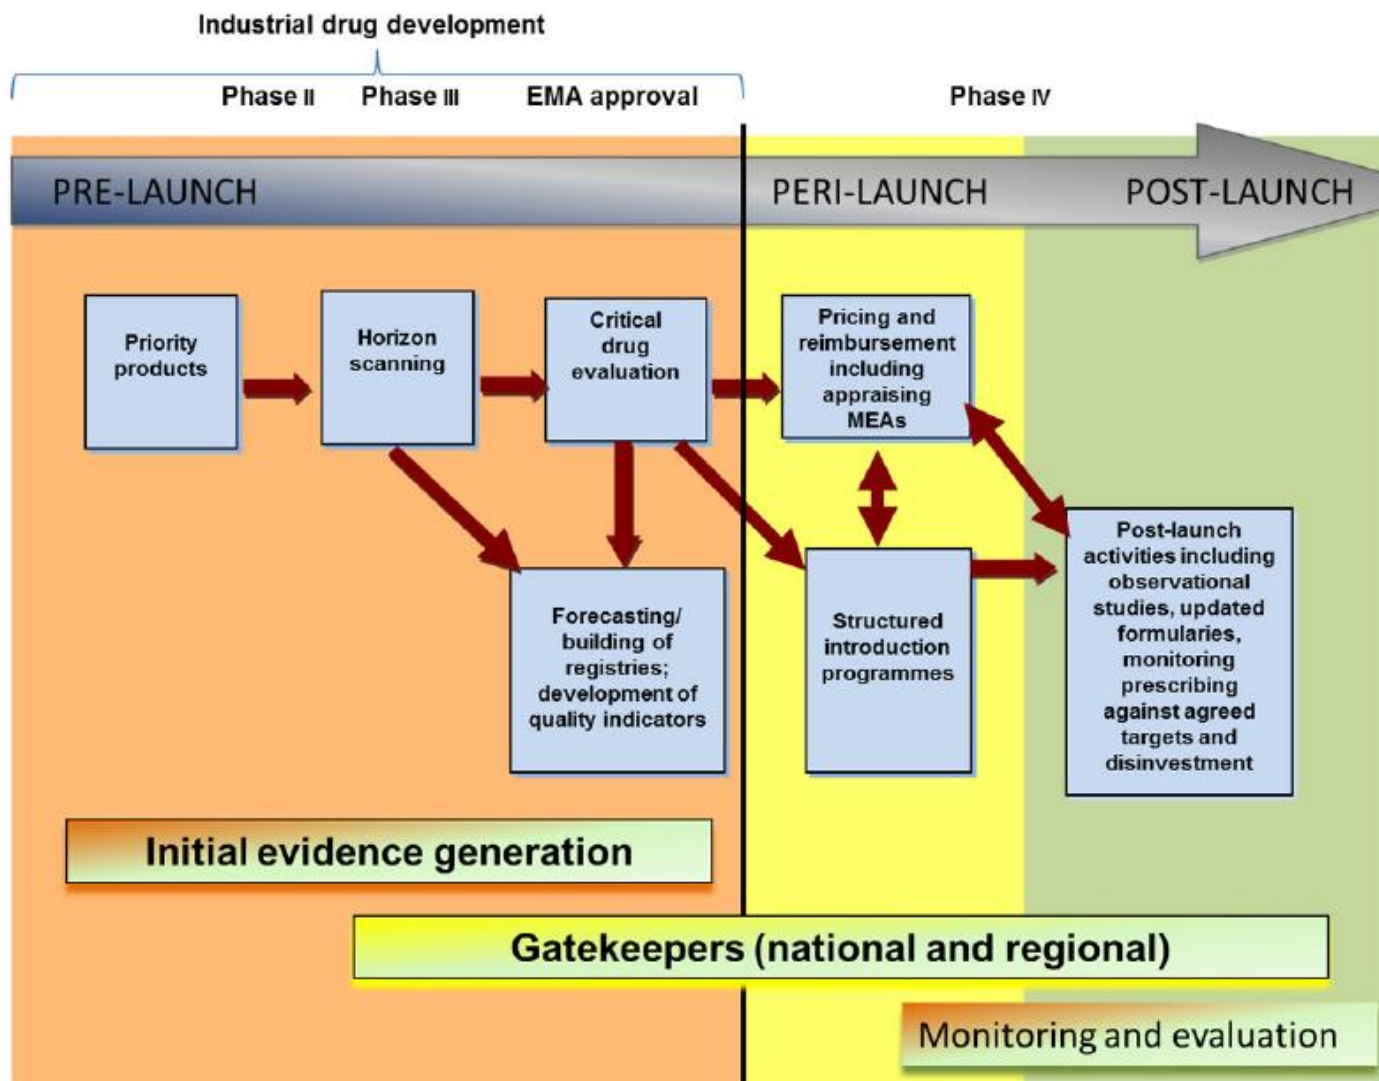 Industrial drug development
Phase II
Phase III
EMA approval
Phase IV
PRE-LAUNCH
PERI-LAUNCH
POST-LAUNCH
Priority
products
Horizon
scanning
Critical
drug
evaluation
Pricing and
reimbursement
including
appraising
MEAs
Forecasting/
building of
registries;
development of
quality indicators
Structured
introduction
programmes
Post-launch
activities including
observational
studies, updated
formularies,
monitoring
prescribing
against agreed
targets and
disinvestment
Initial evidence generation
Gatekeepers (national and regional)
Monitoring and evaluation